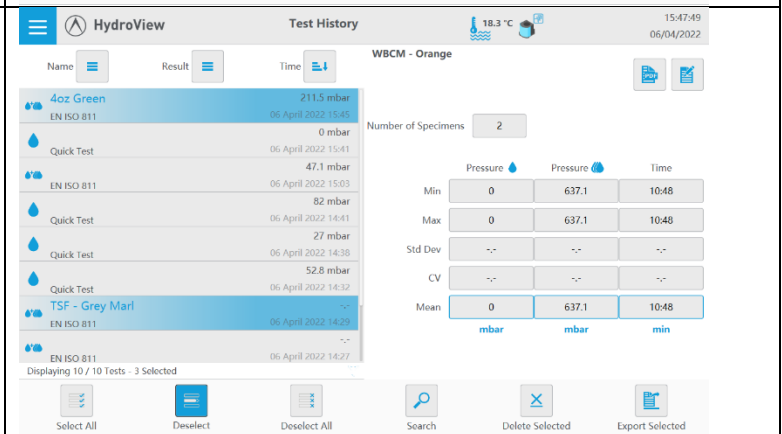 HydroView Test History 18.3 °C 15:47:49
06/04/2022
Name Result Time
WBCM - Orange
PDF
4oz Green 211.5 mbar
EN ISO 811 06 April 2022 15:45
0 mbar
Quick Test 06 April 2022 15:41
47.1 mbar
EN ISO 811 06 April 2022 15:03
82 mbar
Quick Test 06 April 2022 14:41
27 mbar
Quick Test 06 April 2022 14:38
52.8 mbar
Quick Test 06 April 2022 14:32
TSF - Grey Marl -.-
EN ISO 811 06 April 2022 14:29
-.-
EN ISO 811 06 April 2022 14:27
Displaying 10 / 10 Tests - 3 Selected
Number of Specimens 2
Pressure Pressure Time
Min 0 637.1 10:48
Max 0 637.1 10:48
Std Dev -.- -.- -.-
CV -.- -.- -.-
Mean 0 637.1 10:48
mbar mbar min
Select All Deselect Deselect All Search Delete Selected Export Selected